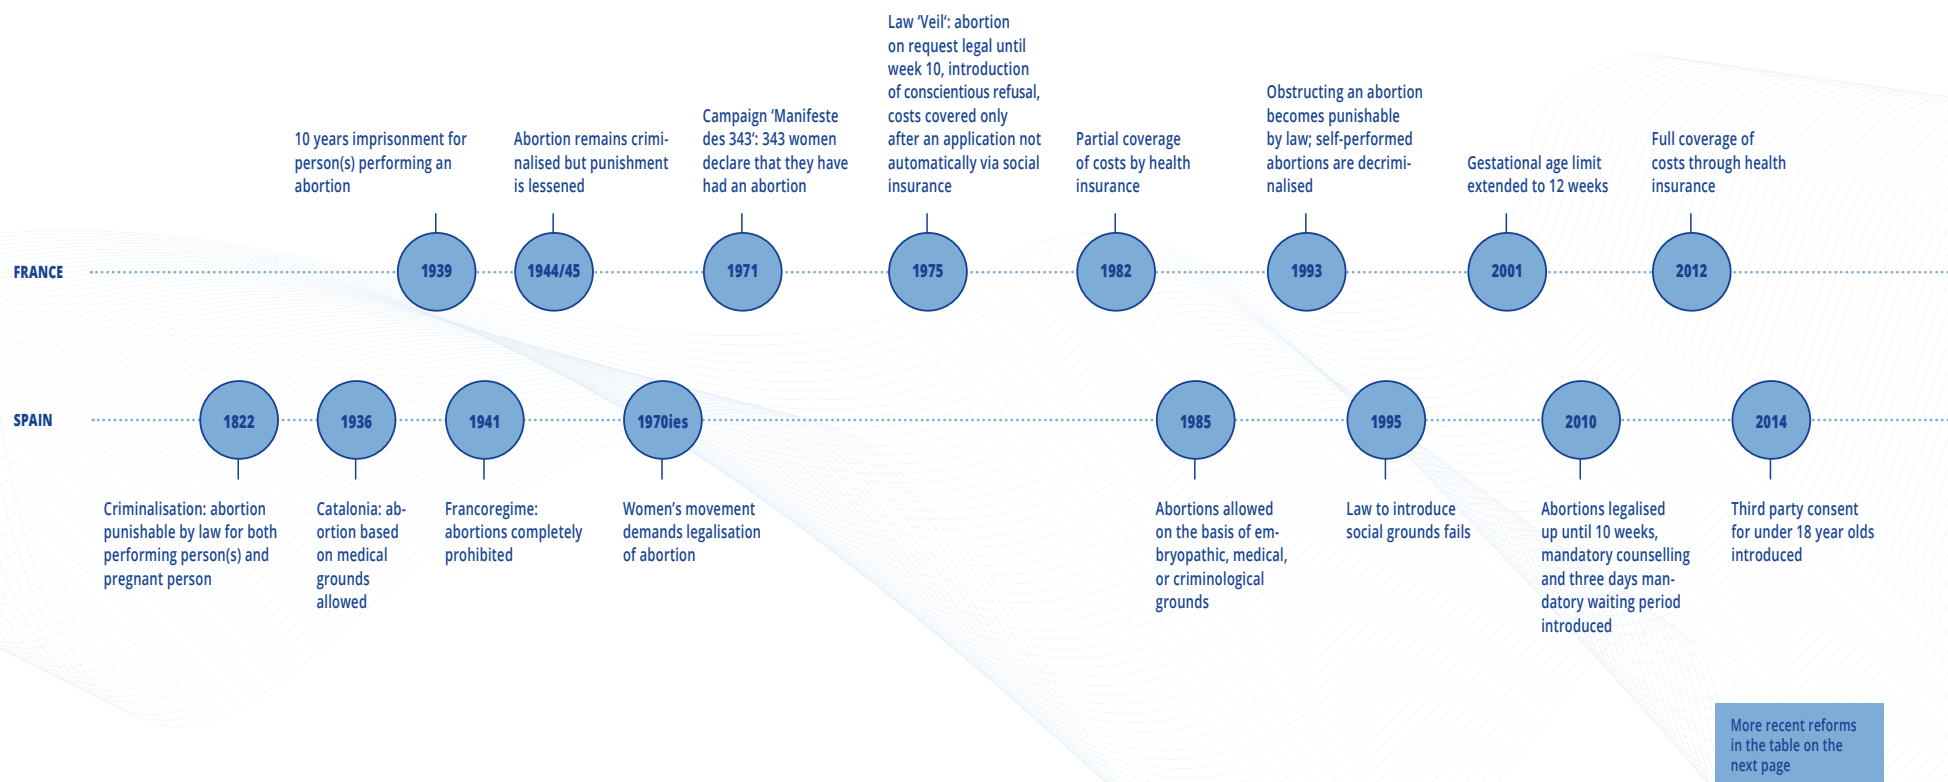 10 years imprisonment for
person(s) performing an
abortion
Abortion remains crimi-
nalised but punishment
is lessened
Campaign ‘Manifeste
des 343’: 343 women
declare that they have
had an abortion
Law ‘Veil’: abortion
on request legal until
week 10, introduction
of conscientious refusal,
costs covered only
after an application not
automatically via social
insurance
Partial coverage
of costs by health
insurance
Obstructing an abortion
becomes punishable
by law; self-performed
abortions are decrimi-
nalised
Gestational age limit
extended to 12 weeks
Full coverage of
costs through health
insurance
FRANCE
1939
1944/45
1971
1975
1982
1993
2001
2012
SPAIN
1822
1936
1941
1970ies
1985
1995
2010
2014
Criminalisation: abortion
punishable by law for both
performing person(s) and
pregnant person
Catalonia: ab-
ortion based
on medical
grounds
allowed
Francoregime:
abortions completely
prohibited
Women’s movement
demands legalisation
of abortion
Abortions allowed
on the basis of em-
bryopathic, medical,
or criminological
grounds
Law to introduce
social grounds fails
Abortions legalised
up until 10 weeks,
mandatory counselling
and three days man-
datory waiting period
introduced
Third party consent
for under 18 year olds
introduced
More recent reforms
in the table on the
next page